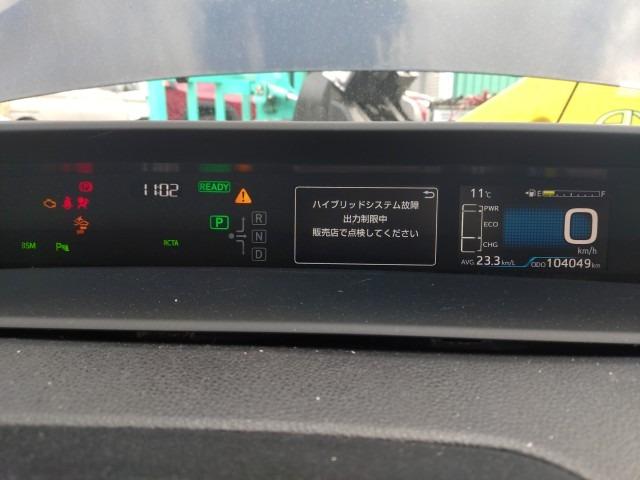 11:02
READY
P
R
N
D
BSM
RCTA
ハイブリッドシステム故障
出力制限中
販売店で点検してください
11℃
E
F
PWR
ECO
CHG
0
km/h
AVG 23.3 km/L
ODO 104049 km